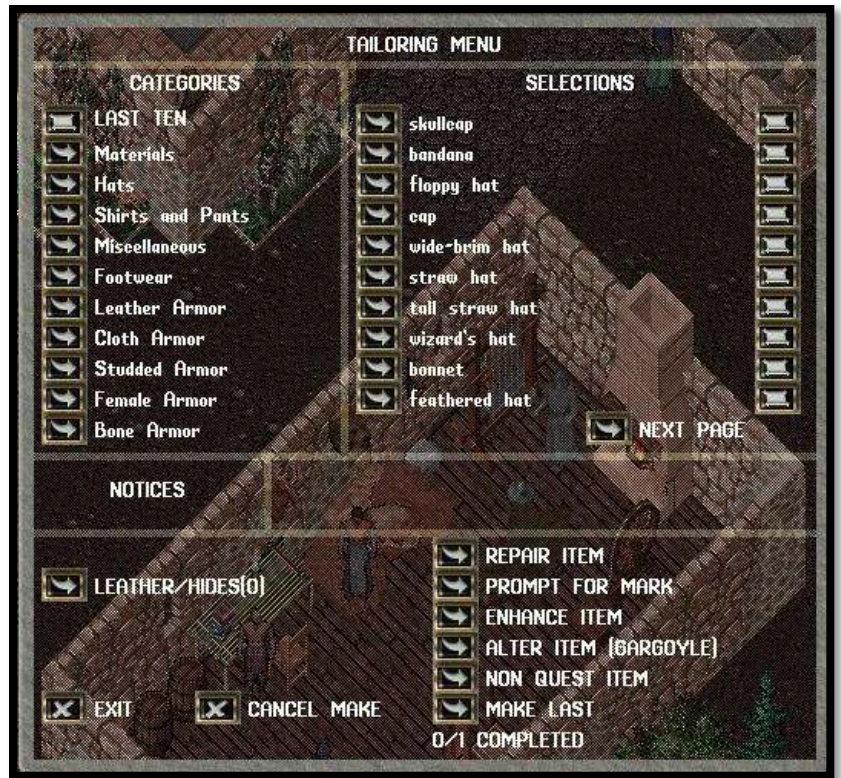 TAILORING MENU
CATEGORIES
SELECTIONS
LAST TEN
Materials
Hats
Shirts and Pants
Miscellaneous
Footwear
Leather Armor
Cloth Armor
Studded Armor
Female Armor
Bone Armor
skullcap
bandana
floppy hat
cap
wide-brim hat
straw hat
tall straw hat
wizard's hat
bonnet
feathered hat
NEXT PAGE
NOTICES
LEATHER/HIDES(0)
EXIT
CANCEL MAKE
REPAIR ITEM
PROMPT FOR MARK
ENHANCE ITEM
ALTER ITEM (GARGOYLE)
NON QUEST ITEM
MAKE LAST
0/1 COMPLETED